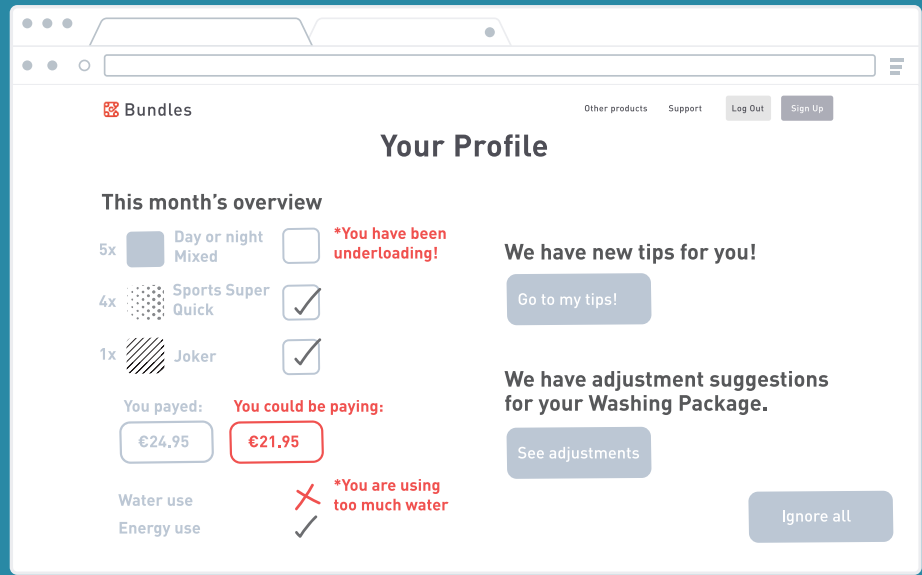 Bundles
Other products
Support
Log Out
Sign Up
Your Profile
This month's overview
5x
Day or night
Mixed
*You have been
underloading!
4x
Sports Super
Quick
1x
Joker
You payed:
You could be paying:
€24.95
€21.95
Water use
*You are using
too much water
Energy use
We have new tips for you!
Go to my tips!
We have adjustment suggestions
for your Washing Package.
See adjustments
Ignore all